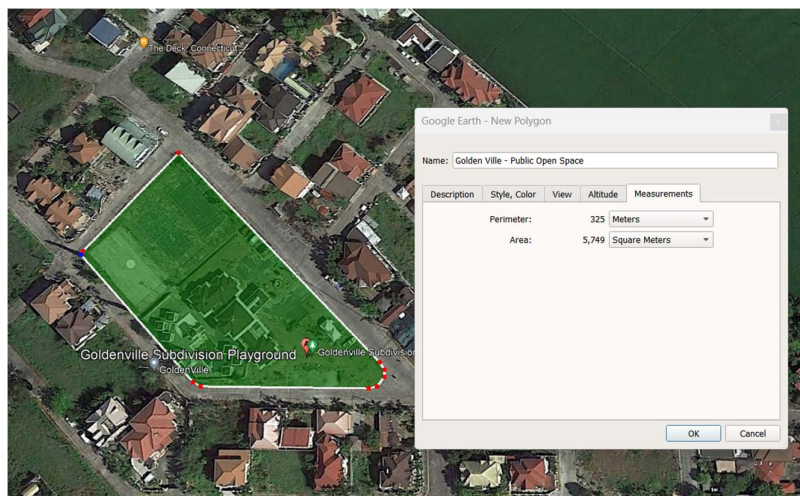 The Deck, Connecticut
Google Earth - New Polygon
Name: Golden Ville - Public Open Space
Description Style, Color View Altitude Measurements
Perimeter: 325 Meters
Area: 5,749 Square Meters
Goldenville Subdivision Playground
Goldenville Subdivision
GoldenVille
OK Cancel